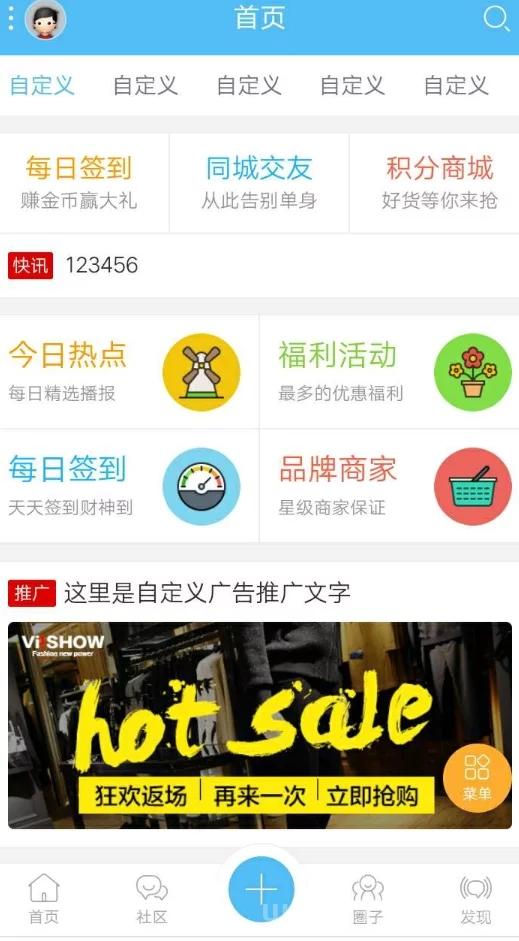 首页
自定义 自定义 自定义 自定义 自定义
每日签到 同城交友 积分商城
赚金币赢大礼 从此告别单身 好货等你来抢
快讯 123456
今日热点 福利活动
每日精选播报 最多的优惠福利
每日签到 品牌商家
天天签到财神到 星级商家保证
推广 这里是自定义广告推广文字
ViSHOW
Fashion new power
hot sale
狂欢返场 再来一次 立即抢购
菜单
首页 社区 圈子 发现